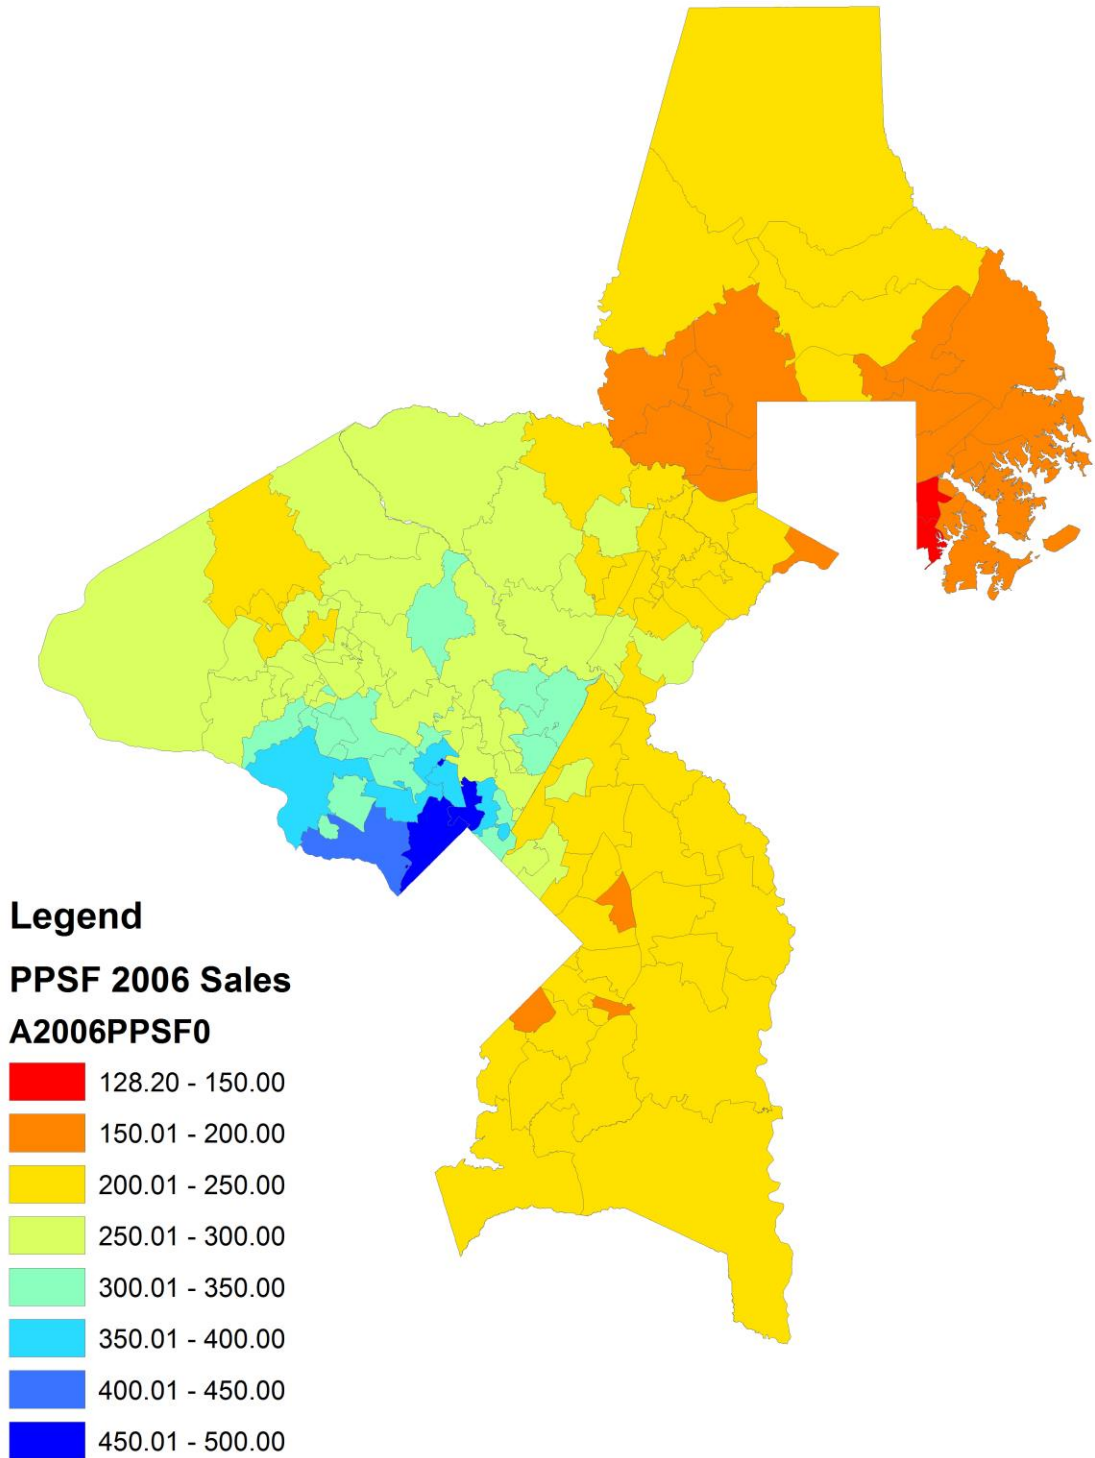 Legend
PPSF 2006 Sales
A2006PPSF0
128.20 - 150.00
150.01 - 200.00
200.01 - 250.00
250.01 - 300.00
300.01 - 350.00
350.01 - 400.00
400.01 - 450.00
450.01 - 500.00